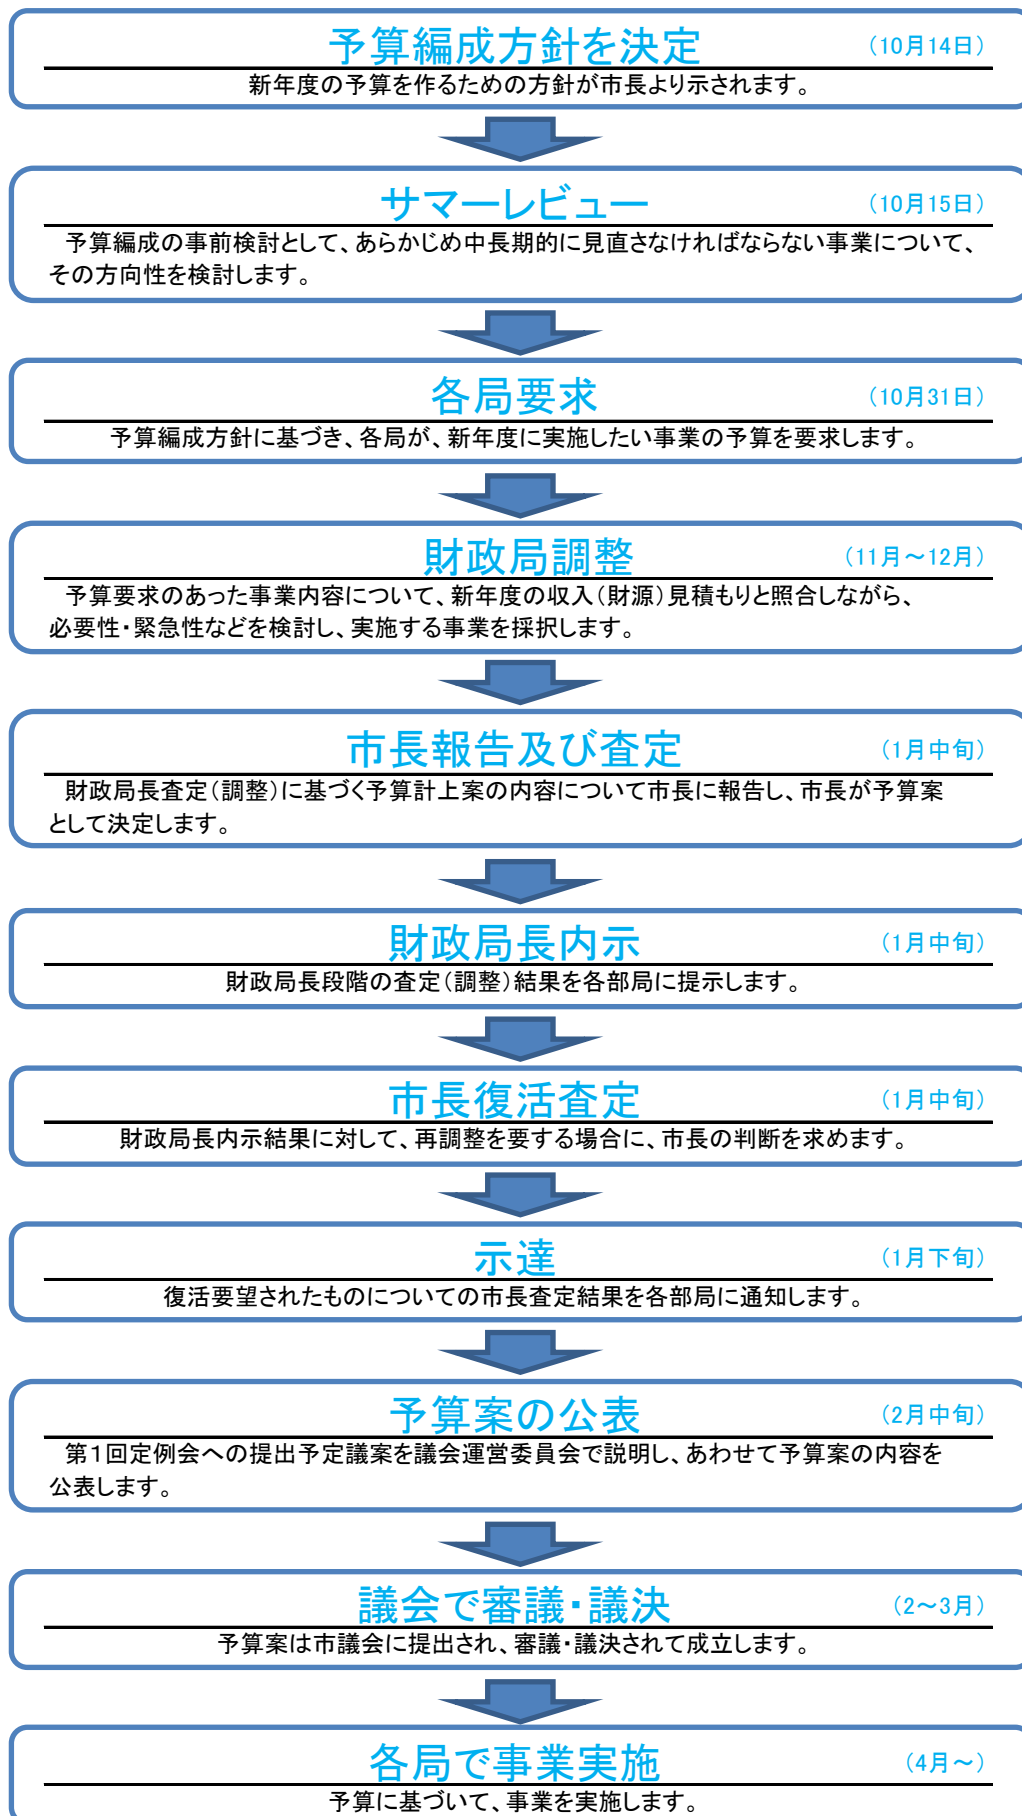 予算編成方針を決定 （10月14日）
新年度の予算を作るための方針が市長より示されます。
サマーレビュー （10月15日）
予算編成の事前検討として、あらかじめ中長期的に見直さなければならない事業について、
その方向性を検討します。
各局要求 （10月31日）
予算編成方針に基づき、各局が、新年度に実施したい事業の予算を要求します。
財政局調整 （11月～12月）
予算要求のあった事業内容について、新年度の収入（財源）見積もりと照合しながら、
必要性・緊急性などを検討し、実施する事業を採択します。
市長報告及び査定 （1月中旬）
財政局長査定（調整）に基づく予算計上案の内容について市長に報告し、市長が予算案
として決定します。
財政局長内示 （1月中旬）
財政局長段階の査定（調整）結果を各部局に提示します。
市長復活査定 （1月中旬）
財政局長内示結果に対して、再調整を要する場合に、市長の判断を求めます。
示達 （1月下旬）
復活要望されたものについての市長査定結果を各部局に通知します。
予算案の公表 （2月中旬）
第１回定例会への提出予定議案を議会運営委員会で説明し、あわせて予算案の内容を
公表します。
議会で審議・議決 （2～3月）
予算案は市議会に提出され、審議・議決されて成立します。
各局で事業実施 （4月～）
予算に基づいて、事業を実施します。